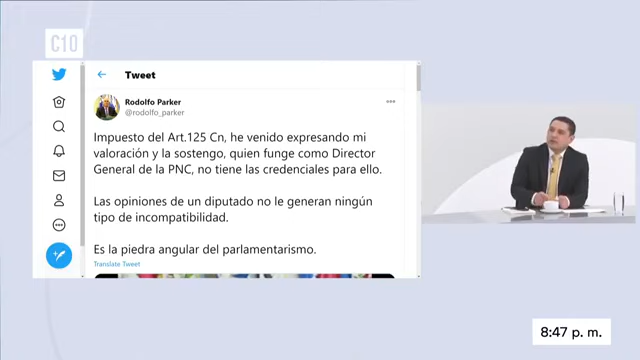 C10
Tweet
Rodolfo Parker
@rodolfo_parker
Impuesto del Art.125 Cn, he venido expresando mi
valoración y la sostengo, quien funge como Director
General de la PNC, no tiene las credenciales para ello.
Las opiniones de un diputado no le generan ningún
tipo de incompatibilidad.
Es la piedra angular del parlamentarismo.
Translate Tweet
8:47 p. m.